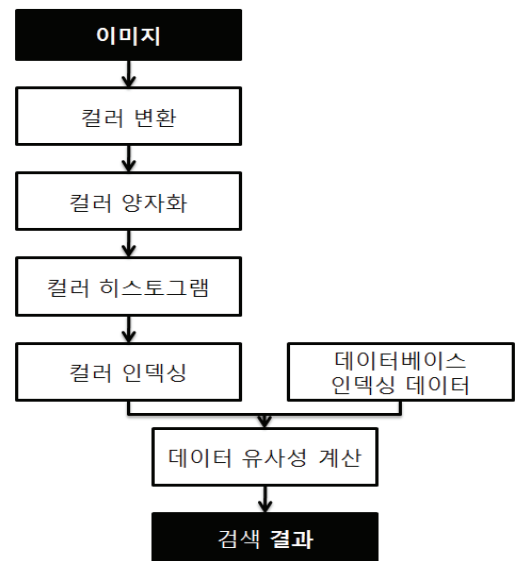 이미지
컬러 변환
컬러 양자화
컬러 히스토그램
컬러 인덱싱
데이터베이스
인덱싱 데이터
데이터 유사성 계산
검색 결과